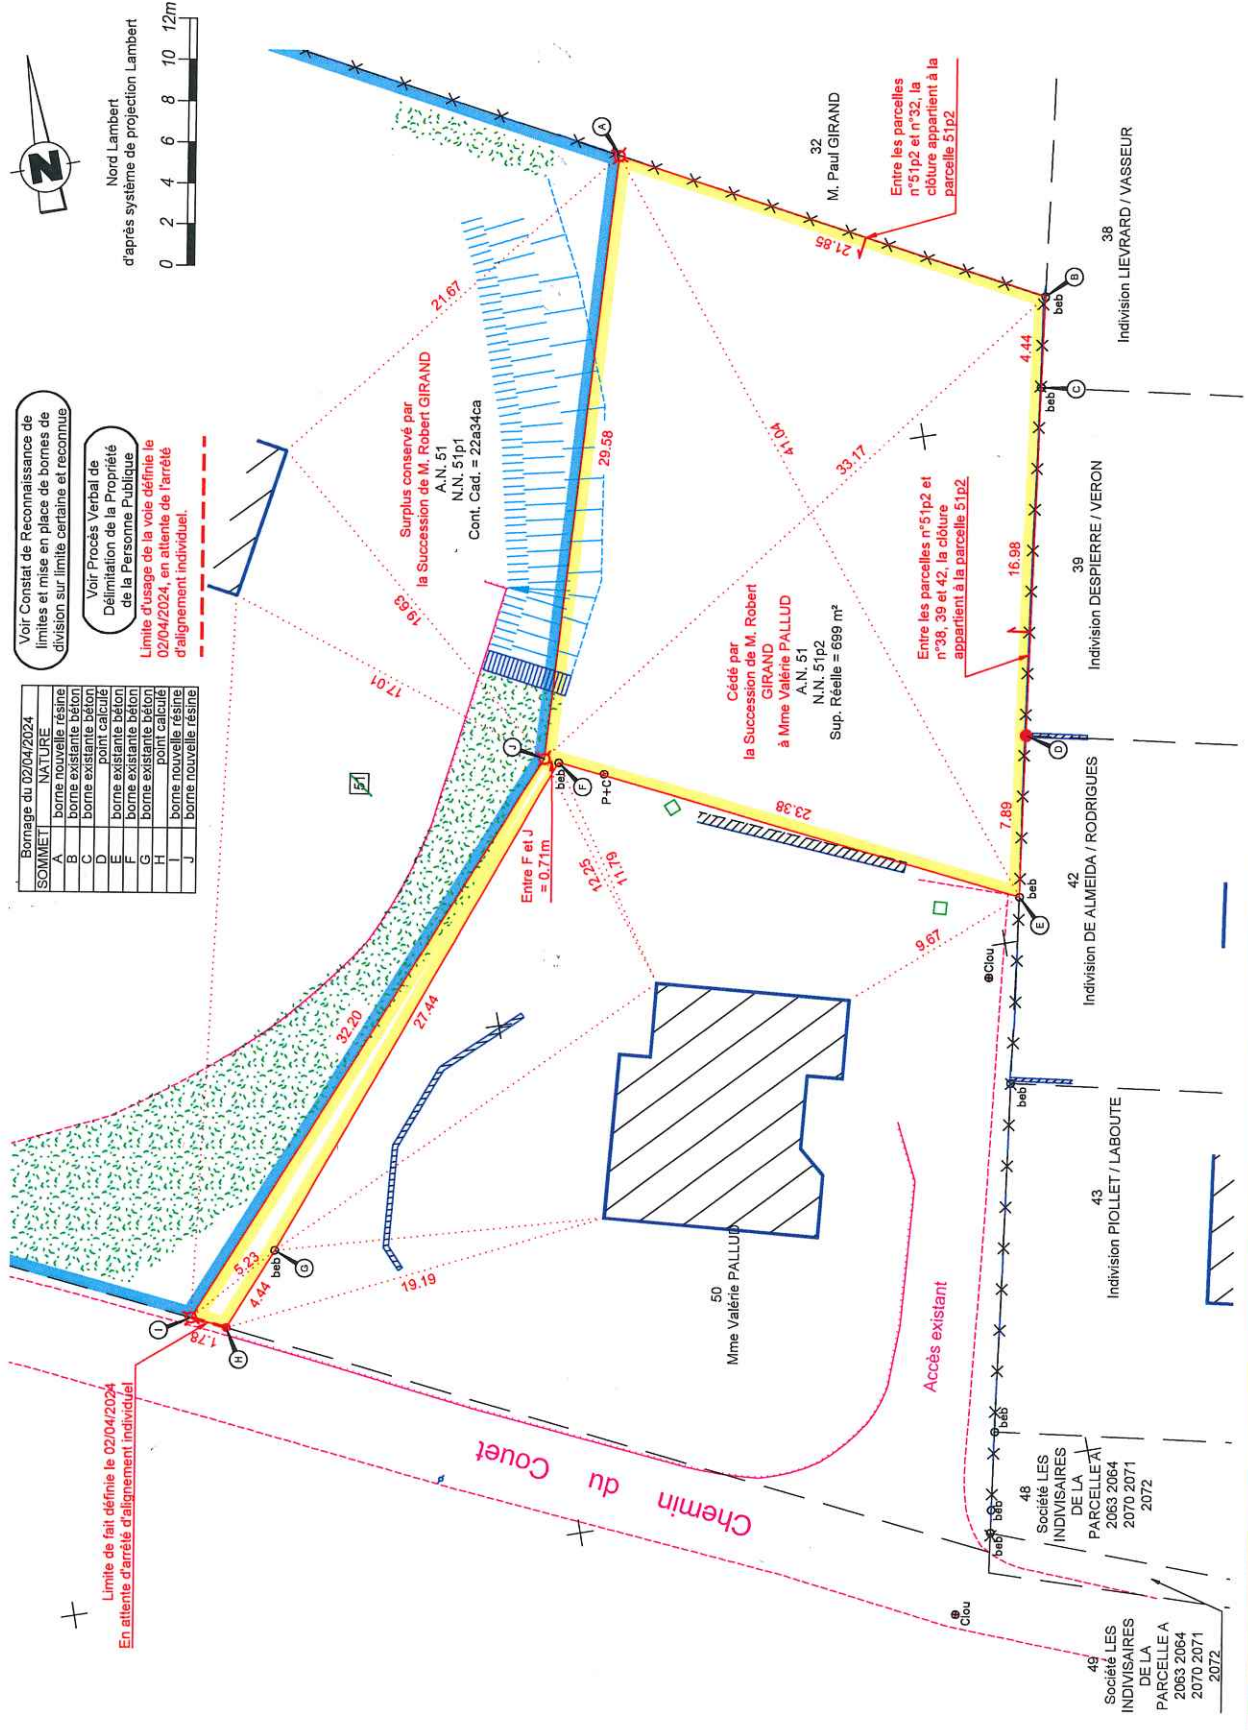 Bornage du 02/04/2024
SOMMET NATURE
A borne nouvelle résine
B borne existante béton
C borne existante béton
D point calculé
E borne existante béton
F borne existante béton
G borne existante béton
H point calculé
I borne nouvelle résine
J borne nouvelle résine
Voir Constat de Reconnaissance de
limites et mise en place de bornes de
division sur limite certaine et reconnue
Voir Procès Verbal de
Délimitation de la Propriété
de la Personne Publique
Limite d'usage de la voie définie le
02/04/2024, en attente de l'arrêté
d'alignement individuel.
N
Nord Lambert
d'après système de projection Lambert
0 2 4 6 8 10 12m
Limite de fait définie le 02/04/2024
En attente d'arrêté d'alignement individuel
I
1.78
H
5.23
4.44
beb
G
19.19
32.20
27.44
51
17.01
19.63
21.67
Surplus conservé par
la Succession de M. Robert GIRAND
A.N. 51
N.N. 51p1
Cont. Cad. = 22a34ca
29.58
A
J
beb
F
P+C
Entre F et J
= 0.71m
12.25
11.79
23.38
9.67
41.04
33.17
21.85
32
M. Paul GIRAND
Entre les parcelles
n°51p2 et n°32, la
clôture appartient à la
parcelle 51p2
Cédé par
la Succession de M. Robert
GIRAND
à Mme Valérie PALLUD
A.N. 51
N.N. 51p2
Sup. Réelle = 699 m²
Entre les parcelles n°51p2 et
n°38, 39 et 42, la clôture
appartient à la parcelle 51p2
50
Mme Valérie PALLUD
Accès existant
Chemin du Couet
Clou
Clou
beb
E
7.89
D
16.98
beb
C
4.44
beb
B
beb
beb
beb
beb
49
Société LES
INDIVISAIRES
DE LA
PARCELLE A
2063 2064
2070 2071
2072
48
Société LES
INDIVISAIRES
DE LA
PARCELLE AI
2063 2064
2070 2071
2072
43
Indivision PIOLLET / LABOUTE
42
Indivision DE ALMEIDA / RODRIGUES
39
Indivision DESPIERRE / VERON
38
Indivision LIEVRARD / VASSEUR